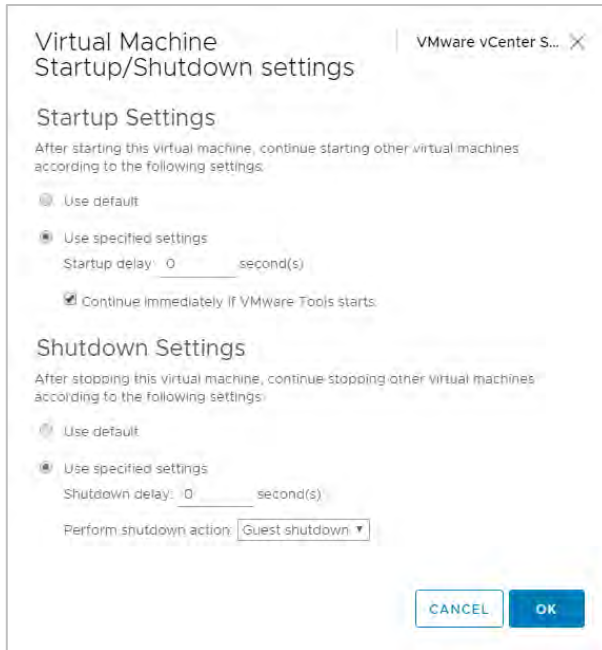 Virtual Machine
Startup/Shutdown settings
VMware vCenter S...
Startup Settings
After starting this virtual machine, continue starting other virtual machines
according to the following settings:
Use default
Use specified settings
Startup delay: 0 second(s)
Continue immediately if VMware Tools starts.
Shutdown Settings
After stopping this virtual machine, continue stopping other virtual machines
according to the following settings:
Use default
Use specified settings
Shutdown delay: 0 second(s)
Perform shutdown action: Guest shutdown
CANCEL
OK